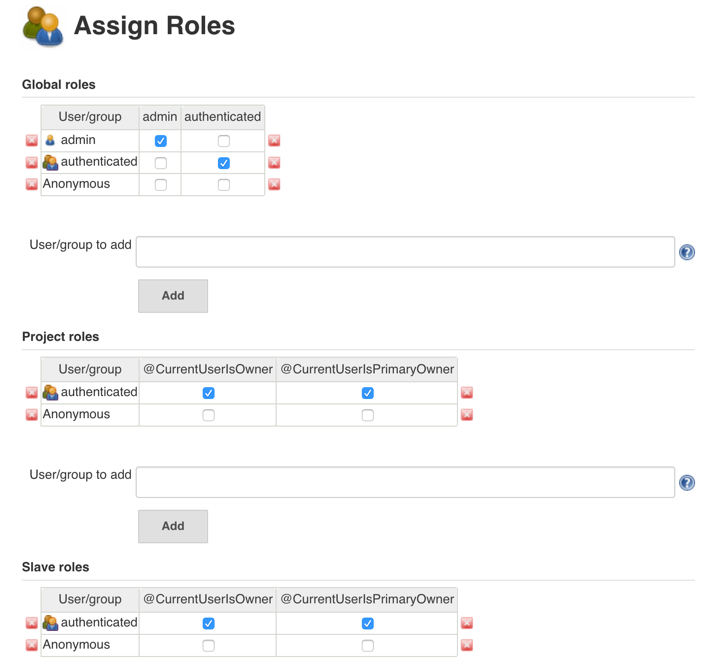 Assign Roles
Global roles
User/group admin authenticated
admin
authenticated
Anonymous
User/group to add
?
Add
Project roles
User/group @CurrentUserIsOwner @CurrentUserIsPrimaryOwner
authenticated
Anonymous
User/group to add
?
Add
Slave roles
User/group @CurrentUserIsOwner @CurrentUserIsPrimaryOwner
authenticated
Anonymous